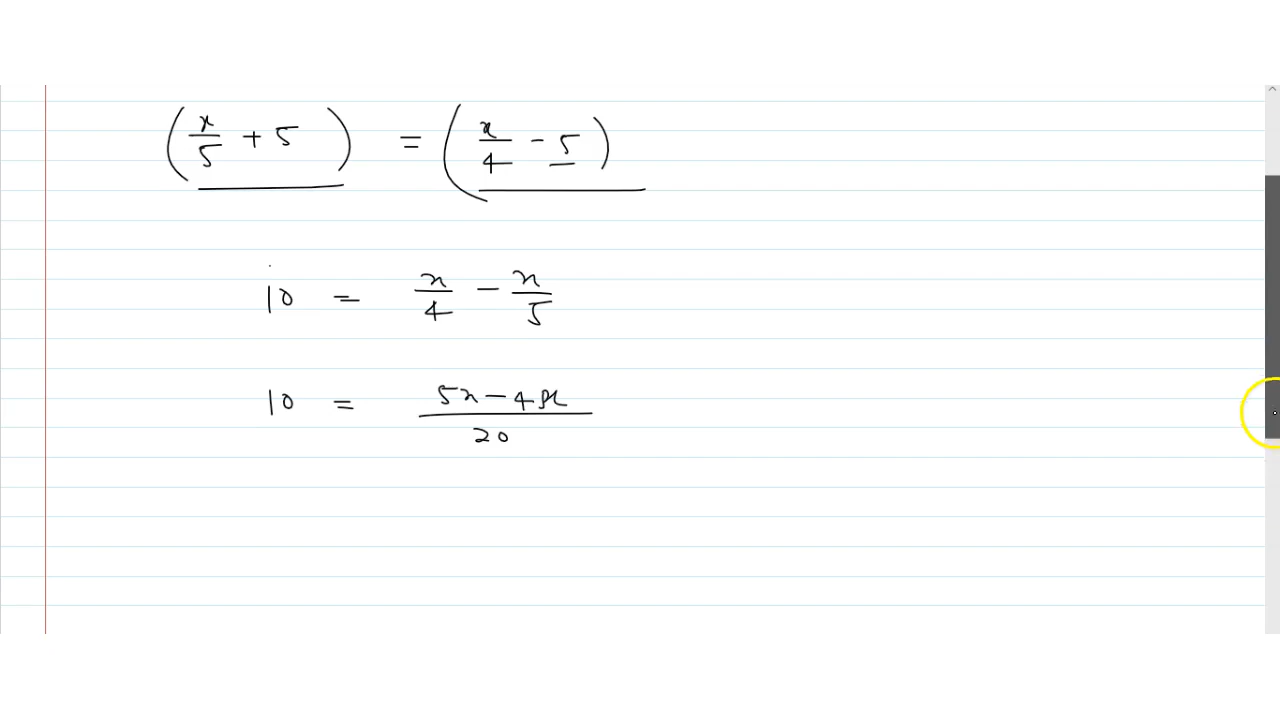 (x/5 + 5) = (x/4 - 5)
10 = x/4 - x/5
10 = (5x - 4x)/20